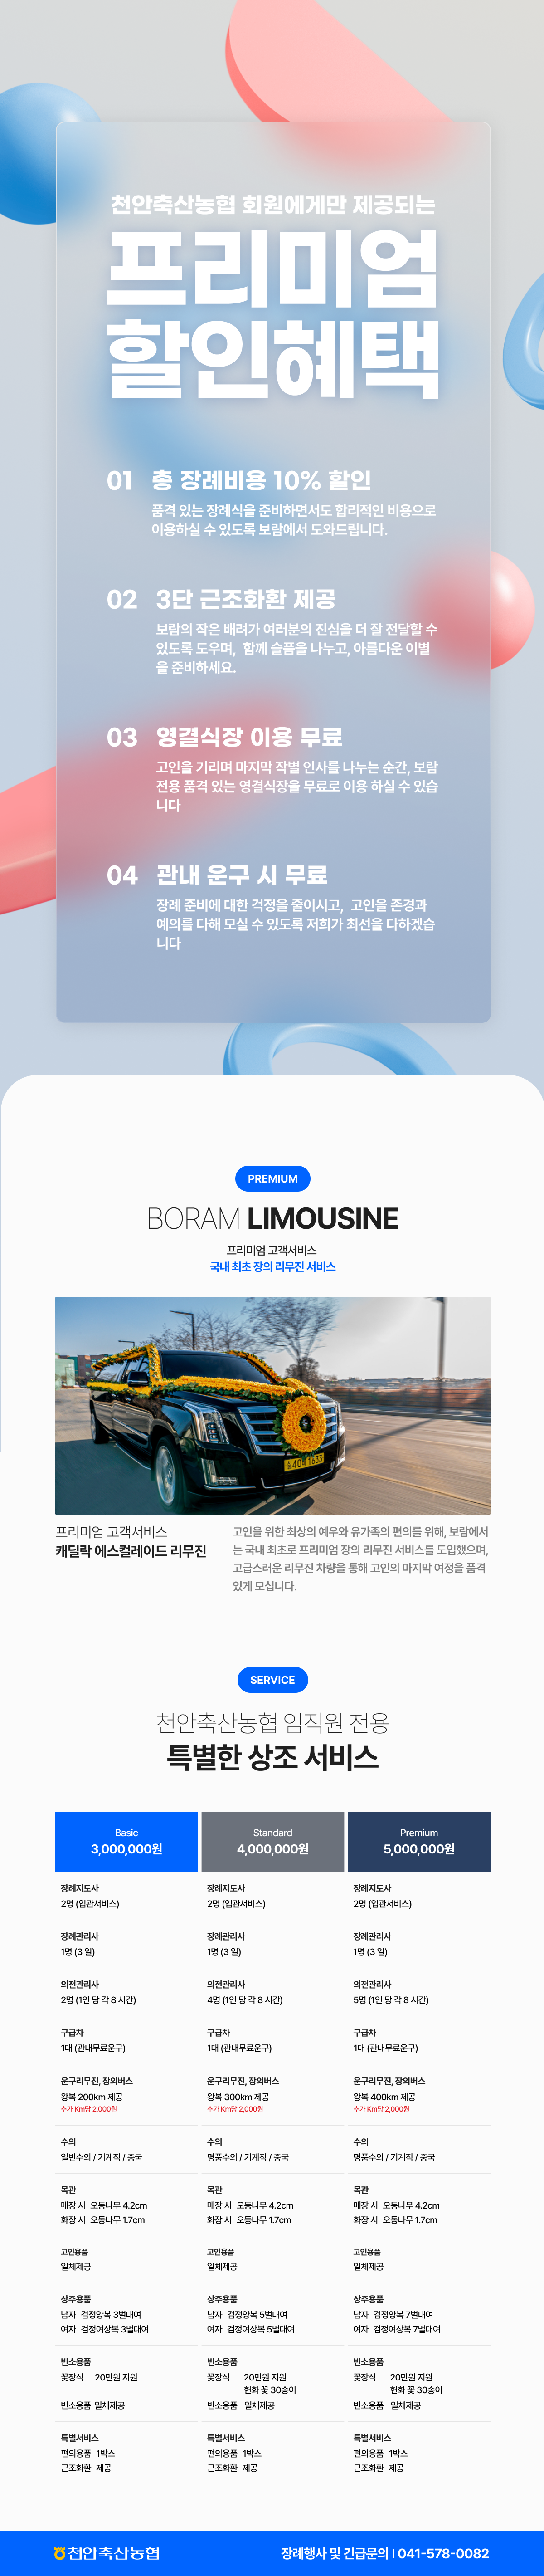 천안축산농협 회원에게만 제공되는
프리미엄
할인혜택
01 총 장례비용 10% 할인
품격 있는 장례식을 준비하면서도 합리적인 비용으로
이용하실 수 있도록 보람에서 도와드립니다.
02 3단 근조화환 제공
보람의 작은 배려가 여러분의 진심을 더 잘 전달할 수
있도록 도우며, 함께 슬픔을 나누고, 아름다운 이별
을 준비하세요.
03 영결식장 이용 무료
고인을 기리며 마지막 작별 인사를 나누는 순간, 보람
전용 품격 있는 영결식장을 무료로 이용 하실 수 있습
니다
04 관내 운구 시 무료
장례 준비에 대한 걱정을 줄이시고, 고인을 존경과
예의를 다해 모실 수 있도록 저희가 최선을 다하겠습
니다
PREMIUM
BORAM LIMOUSINE
프리미엄 고객서비스
국내 최초 장의 리무진 서비스
프리미엄 고객서비스
캐딜락 에스컬레이드 리무진
고인을 위한 최상의 예우와 유가족의 편의를 위해, 보람에서
는 국내 최초로 프리미엄 장의 리무진 서비스를 도입했으며,
고급스러운 리무진 차량을 통해 고인의 마지막 여정을 품격
있게 모십니다.
SERVICE
천안축산농협 임직원 전용
특별한 상조 서비스
Basic Standard Premium
3,000,000원 4,000,000원 5,000,000원
장례지도사 장례지도사 장례지도사
2명 (입관서비스) 2명 (입관서비스) 2명 (입관서비스)
장례관리사 장례관리사 장례관리사
1명 (3 일) 1명 (3 일) 1명 (3 일)
의전관리사 의전관리사 의전관리사
2명 (1인 당 각 8 시간) 4명 (1인 당 각 8 시간) 5명 (1인 당 각 8 시간)
구급차 구급차 구급차
1대 (관내무료운구) 1대 (관내무료운구) 1대 (관내무료운구)
운구리무진, 장의버스 운구리무진, 장의버스 운구리무진, 장의버스
왕복 200km 제공 왕복 300km 제공 왕복 400km 제공
추가 Km당 2,000원 추가 Km당 2,000원 추가 Km당 2,000원
수의 수의 수의
일반수의 / 기계직 / 중국 명품수의 / 기계직 / 중국 명품수의 / 기계직 / 중국
목관 목관 목관
매장 시 오동나무 4.2cm 매장 시 오동나무 4.2cm 매장 시 오동나무 4.2cm
화장 시 오동나무 1.7cm 화장 시 오동나무 1.7cm 화장 시 오동나무 1.7cm
고인용품 고인용품 고인용품
일체제공 일체제공 일체제공
상주용품 상주용품 상주용품
남자 검정양복 3벌대여 남자 검정양복 5벌대여 남자 검정양복 7벌대여
여자 검정여상복 3벌대여 여자 검정여상복 5벌대여 여자 검정여상복 7벌대여
빈소용품 빈소용품 빈소용품
꽃장식 20만원 지원 꽃장식 20만원 지원 꽃장식 20만원 지원
헌화 꽃 30송이 헌화 꽃 30송이
빈소용품 일체제공 빈소용품 일체제공 빈소용품 일체제공
특별서비스 특별서비스 특별서비스
편의용품 1박스 편의용품 1박스 편의용품 1박스
근조화환 제공 근조화환 제공 근조화환 제공
천안축산농협 장례행사 및 긴급문의 | 041-578-0082